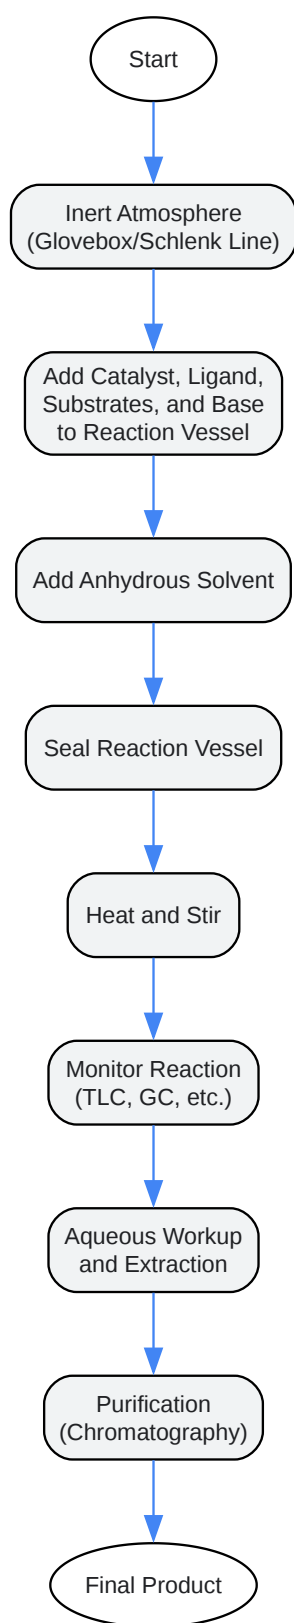 Start
Inert Atmosphere
(Glovebox/Schlenk Line)
Add Catalyst, Ligand,
Substrates, and Base
to Reaction Vessel
Add Anhydrous Solvent
Seal Reaction Vessel
Heat and Stir
Monitor Reaction
(TLC, GC, etc.)
Aqueous Workup
and Extraction
Purification
(Chromatography)
Final Product